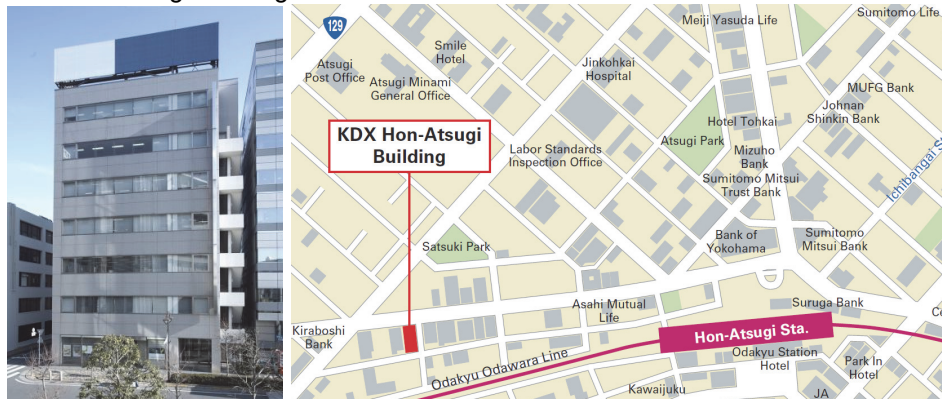 129
Meiji Yasuda Life
Sumitomo Life
Smile
Hotel
Atsugi
Post Office
Atsugi Minami
General Office
Jinkohkai
Hospital
MUFG Bank
Johnan
Shinkin Bank
KDX Hon-Atsugi
Building
Hotel Tohkai
Atsugi Park
Labor Standards
Inspection Office
Mizuho
Bank
Sumitomo Mitsui
Trust Bank
Ichibangai
Satsuki Park
Bank of
Yokohama
Sumitomo
Mitsui Bank
Asahi Mutual
Life
Suruga Bank
Kiraboshi
Bank
Hon-Atsugi Sta.
Odakyu Odawara Line
Odakyu Station
Hotel
Park In
Hotel
Kawaijuku
JA